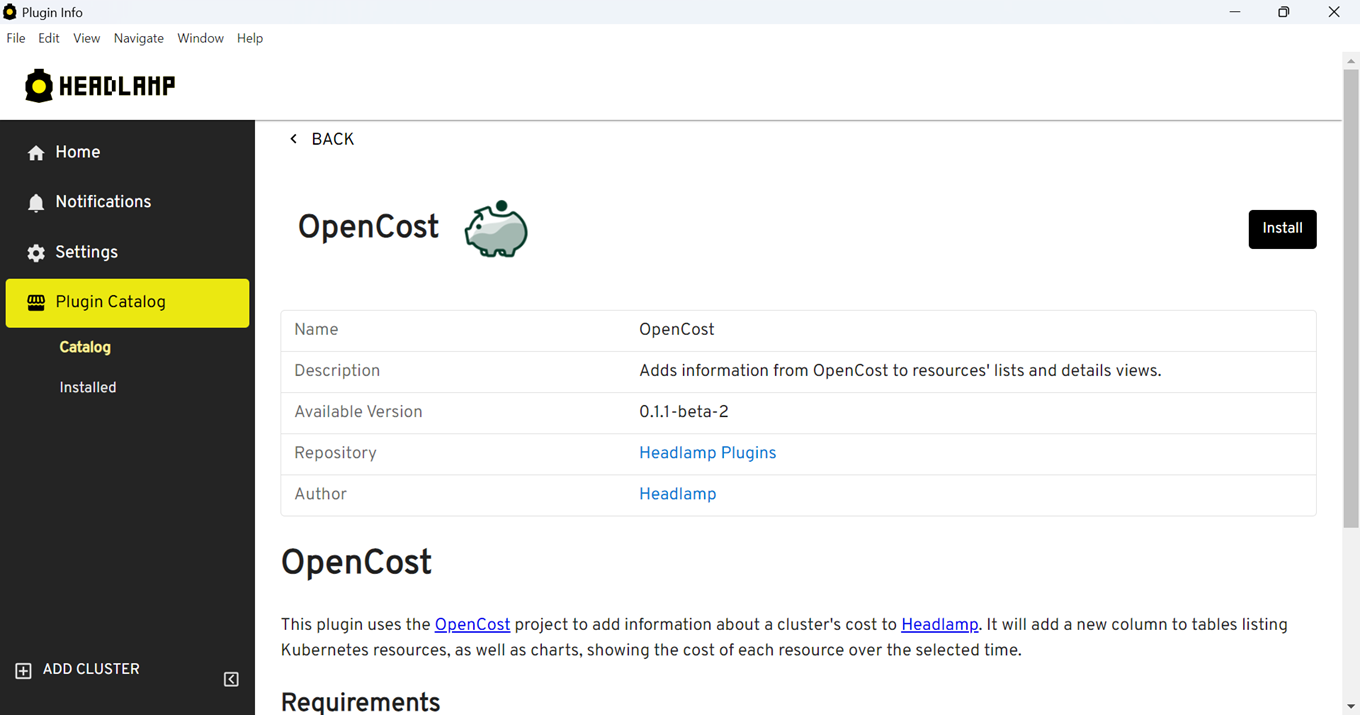 Plugin Info
File Edit View Navigate Window Help
HEADLAMP
Home
Notifications
Settings
Plugin Catalog
Catalog
Installed
ADD CLUSTER
BACK
OpenCost
Install
Name OpenCost
Description Adds information from OpenCost to resources' lists and details views.
Available Version 0.1.1-beta-2
Repository Headlamp Plugins
Author Headlamp
OpenCost
This plugin uses the OpenCost project to add information about a cluster's cost to Headlamp. It will add a new column to tables listing
Kubernetes resources, as well as charts, showing the cost of each resource over the selected time.
Requirements